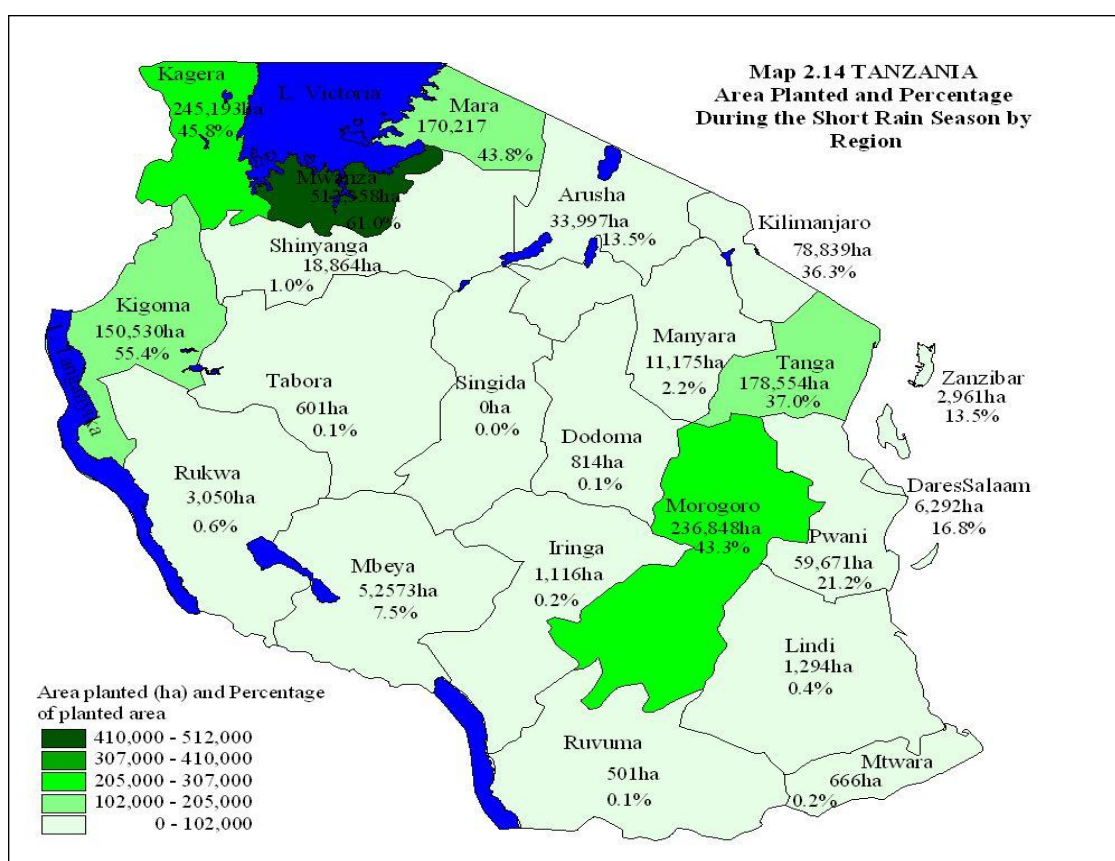 Map 2.14 TANZANIA
Area Planted and Percentage
During the Short Rain Season by
Region
Kagera
245,193ha
45.8%
L. Victoria
Mara
170,217
43.8%
Mwanza
61.0%
Arusha
33,997ha
13.5%
Kilimanjaro
78,839ha
36.3%
Shinyanga
18,864ha
1.0%
Kigoma
150,530ha
55.4%
Manyara
11,175ha
2.2%
Tanga
178,554ha
37.0%
Zanzibar
2,961ha
13.5%
Tabora
601ha
0.1%
Singida
0ha
0.0%
Dodoma
814ha
0.1%
Rukwa
3,050ha
0.6%
Morogoro
236,848ha
43.3%
DaresSalaam
6,292ha
16.8%
Pwani
59,671ha
21.2%
Mbeya
5,2573ha
7.5%
Iringa
1,116ha
0.2%
Lindi
1,294ha
0.4%
Ruvuma
501ha
0.1%
Mtwara
666ha
0.2%
Area planted (ha) and Percentage
of planted area
410,000 - 512,000
307,000 - 410,000
205,000 - 307,000
102,000 - 205,000
0 - 102,000